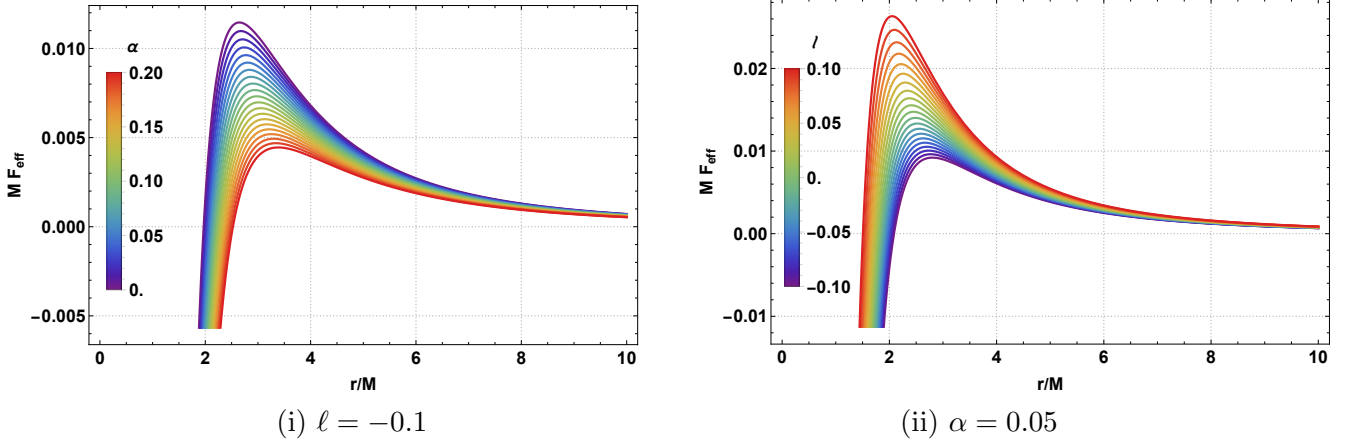 0.010
0.005
0.000
−0.005
M F_eff
α
0.20
0.15
0.10
0.05
0.
0 2 4 6 8 10
r/M
(i) ℓ = −0.1
0.02
0.01
0.00
−0.01
M F_eff
l
0.10
0.05
0.
−0.05
−0.10
0 2 4 6 8 10
r/M
(ii) α = 0.05